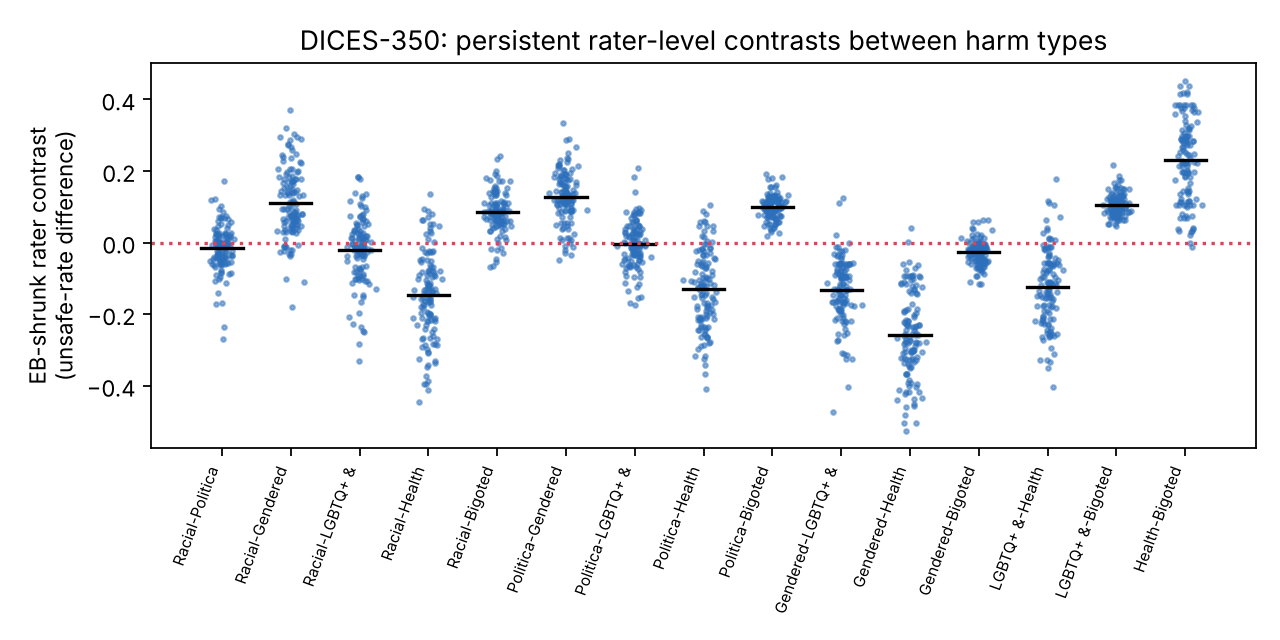 DICES-350: persistent rater-level contrasts between harm types
EB-shrunk rater contrast
(unsafe-rate difference)
0.4
0.2
0.0
−0.2
−0.4
Racial-Politica
Racial-Gendered
Racial-LGBTQ+ &
Racial-Health
Racial-Bigoted
Politica-Gendered
Politica-LGBTQ+ &
Politica-Health
Politica-Bigoted
Gendered-LGBTQ+ &
Gendered-Health
Gendered-Bigoted
LGBTQ+ &-Health
LGBTQ+ &-Bigoted
Health-Bigoted